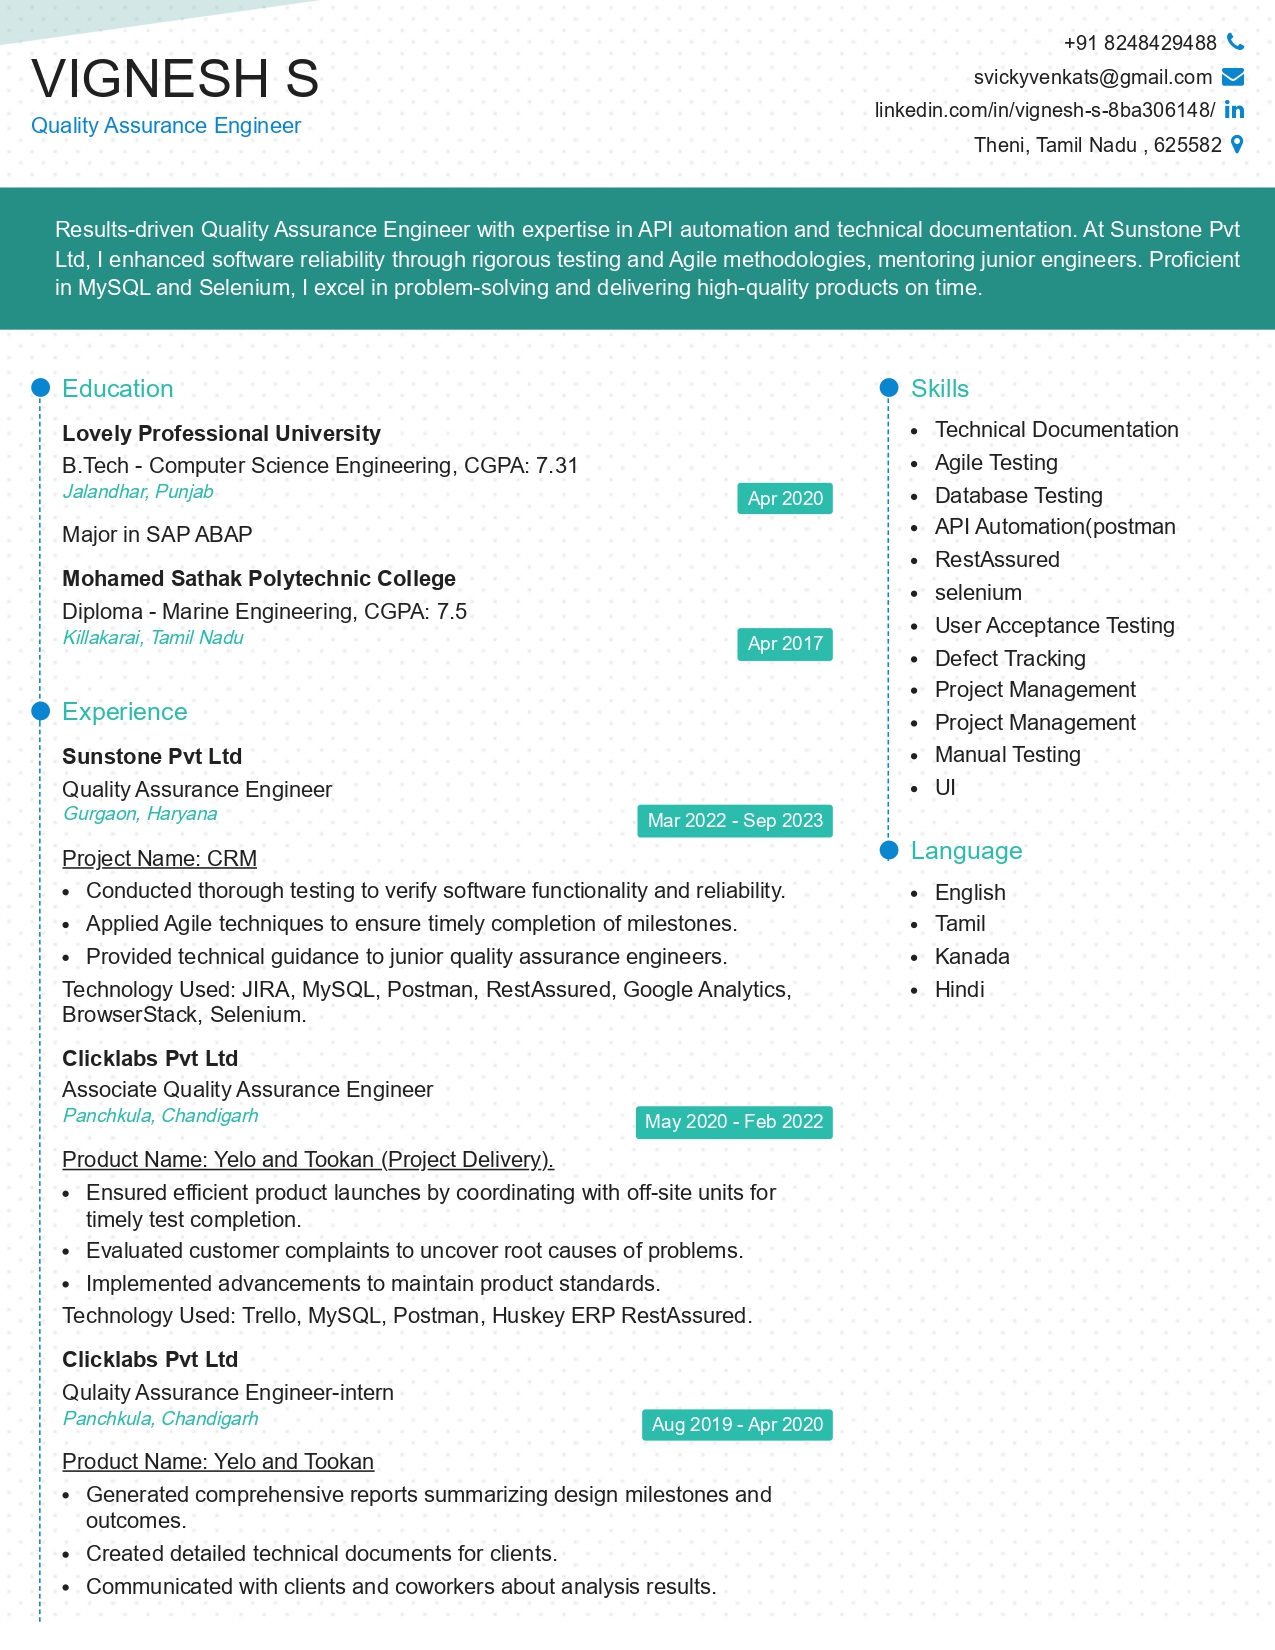 VIGNESH S
Quality Assurance Engineer
+91 8248429488
svickyvenkats@gmail.com
linkedin.com/in/vignesh-s-8ba306148/
Theni, Tamil Nadu , 625582
Results-driven Quality Assurance Engineer with expertise in API automation and technical documentation. At Sunstone Pvt
Ltd, I enhanced software reliability through rigorous testing and Agile methodologies, mentoring junior engineers. Proficient
in MySQL and Selenium, I excel in problem-solving and delivering high-quality products on time.
Education
Lovely Professional University
B.Tech - Computer Science Engineering, CGPA: 7.31
Jalandhar, Punjab
Apr 2020
Major in SAP ABAP
Mohamed Sathak Polytechnic College
Diploma - Marine Engineering, CGPA: 7.5
Killakarai, Tamil Nadu
Apr 2017
Experience
Sunstone Pvt Ltd
Quality Assurance Engineer
Gurgaon, Haryana
Mar 2022 - Sep 2023
Project Name: CRM
• Conducted thorough testing to verify software functionality and reliability.
• Applied Agile techniques to ensure timely completion of milestones.
• Provided technical guidance to junior quality assurance engineers.
Technology Used: JIRA, MySQL, Postman, RestAssured, Google Analytics,
BrowserStack, Selenium.
Clicklabs Pvt Ltd
Associate Quality Assurance Engineer
Panchkula, Chandigarh
May 2020 - Feb 2022
Product Name: Yelo and Tookan (Project Delivery).
• Ensured efficient product launches by coordinating with off-site units for
timely test completion.
• Evaluated customer complaints to uncover root causes of problems.
• Implemented advancements to maintain product standards.
Technology Used: Trello, MySQL, Postman, Huskey ERP RestAssured.
Clicklabs Pvt Ltd
Qulaity Assurance Engineer-intern
Panchkula, Chandigarh
Aug 2019 - Apr 2020
Product Name: Yelo and Tookan
• Generated comprehensive reports summarizing design milestones and
outcomes.
• Created detailed technical documents for clients.
• Communicated with clients and coworkers about analysis results.
Skills
• Technical Documentation
• Agile Testing
• Database Testing
• API Automation(postman
• RestAssured
• selenium
• User Acceptance Testing
• Defect Tracking
• Project Management
• Project Management
• Manual Testing
• UI
Language
• English
• Tamil
• Kanada
• Hindi